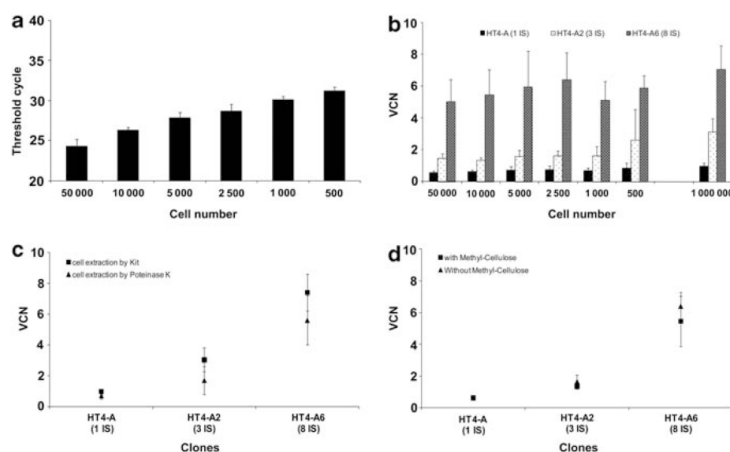 a
35
30
25
20
Threshold cycle
50 000 10 000 5 000 2 500 1 000 500
Cell number
b
HT4-A (1 IS) HT4-A2 (3 IS) HT4-A6 (8 IS)
10
8
6
4
2
0
VCN
50 000 10 000 5 000 2 500 1 000 500 1 000 000
Cell number
c
cell extraction by Kit
cell extraction by Poteinase K
10
8
6
4
2
0
VCN
HT4-A HT4-A2 HT4-A6
(1 IS) (3 IS) (8 IS)
Clones
d
with Methyl-Cellulose
Without Methyl-Cellulose
10
8
6
4
2
0
VCN
HT4-A HT4-A2 HT4-A6
(1 IS) (3 IS) (8 IS)
Clones